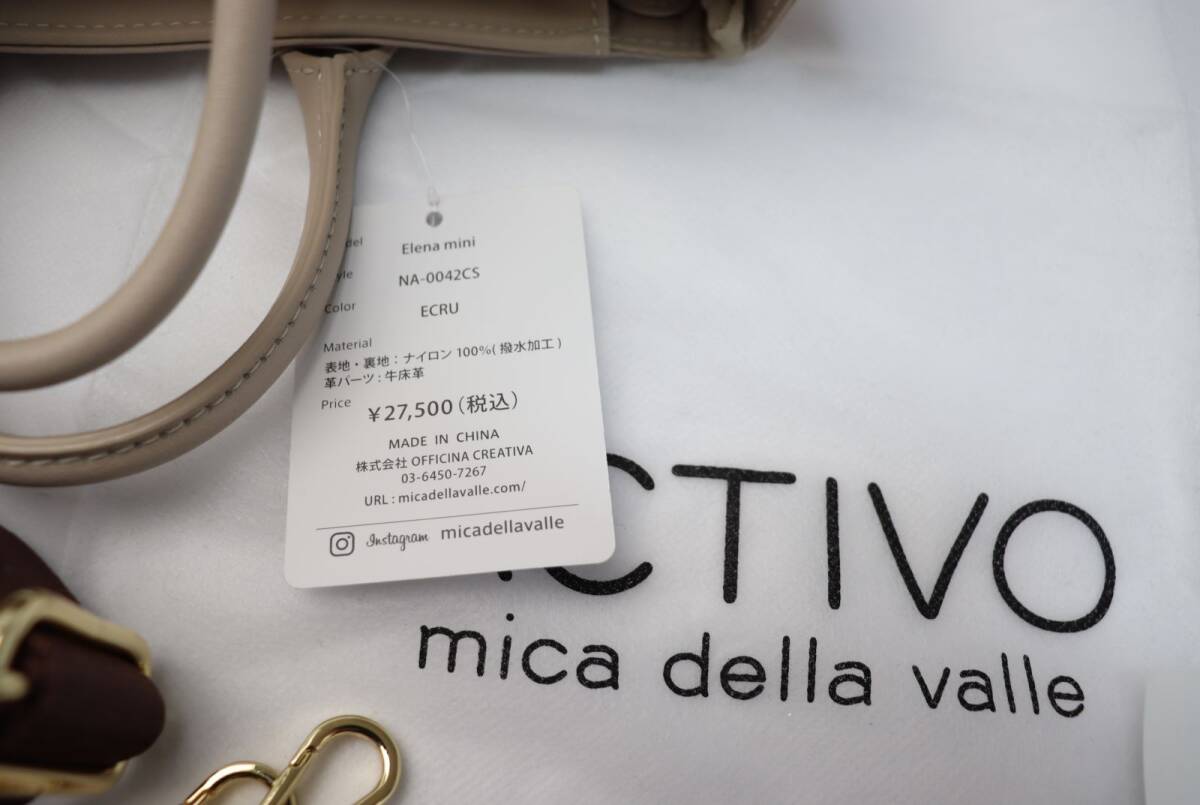 Elena mini
NA-0042CS
Color ECRU
Material
表地・裏地：ナイロン 100%( 撥水加工 )
革パーツ : 牛床革
Price ￥27,500（税込）
MADE IN CHINA
株式会社 OFFICINA CREATIVA
03-6450-7267
URL : micadellavalle.com/
Instagram micadellavalle
CTIVO
mica della valle